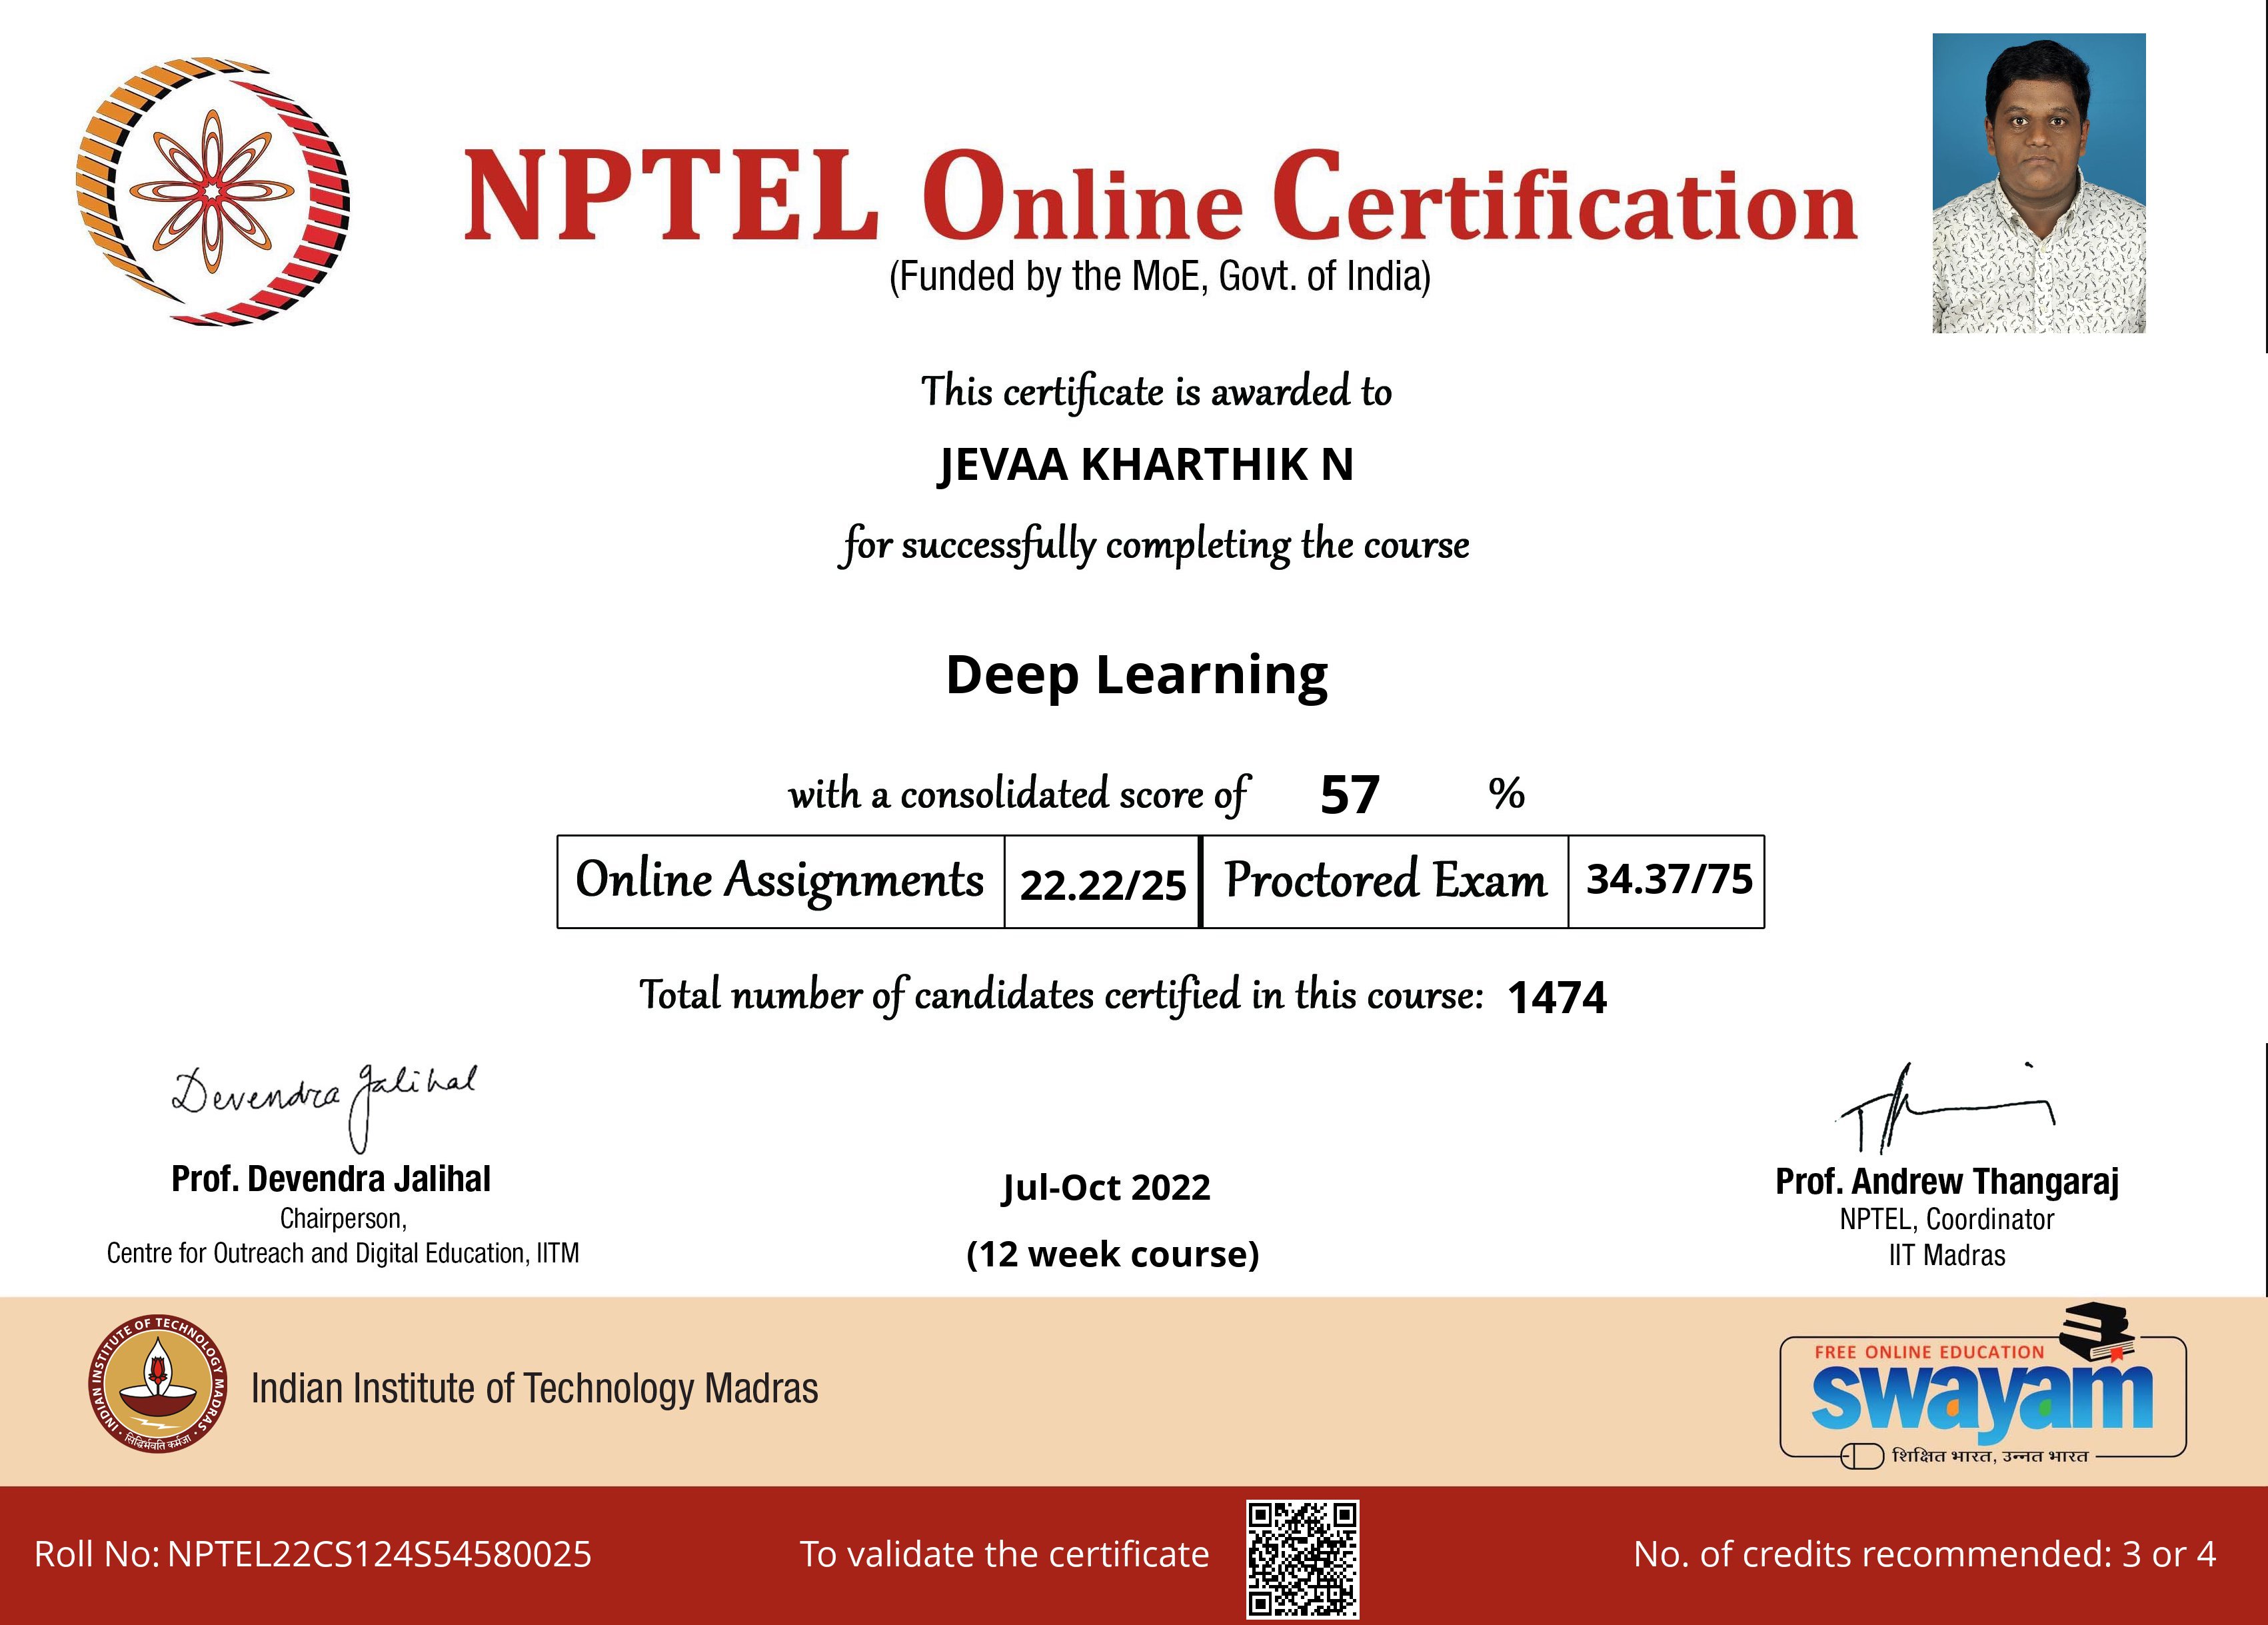 NPTEL Online Certification
(Funded by the MoE, Govt. of India)
This certificate is awarded to
JEVAA KHARTHIK N
for successfully completing the course
Deep Learning
with a consolidated score of 57 %
Online Assignments 22.22/25 Proctored Exam 34.37/75
Total number of candidates certified in this course: 1474
Devendra Jalihal
Prof. Devendra Jalihal
Chairperson,
Centre for Outreach and Digital Education, IITM
Jul-Oct 2022
(12 week course)
Prof. Andrew Thangaraj
NPTEL, Coordinator
IIT Madras
INDIAN INSTITUTE OF TECHNOLOGY MADRAS
सिद्धिर्भवति कर्मजा
Indian Institute of Technology Madras
FREE ONLINE EDUCATION
swayam
शिक्षित भारत, उन्नत भारत
Roll No: NPTEL22CS124S54580025
To validate the certificate
No. of credits recommended: 3 or 4